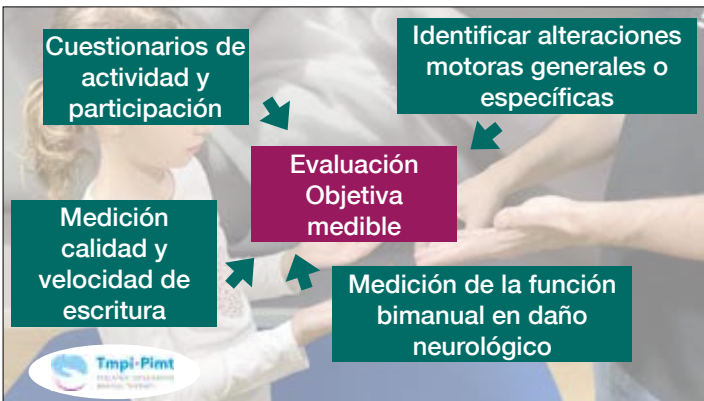 Cuestionarios de
actividad y
participación
Identificar alteraciones
motoras generales o
específicas
Evaluación
Objetiva
medible
Medición
calidad y
velocidad de
escritura
Medición de la función
bimanual en daño
neurológico
Tmpi-Pimt